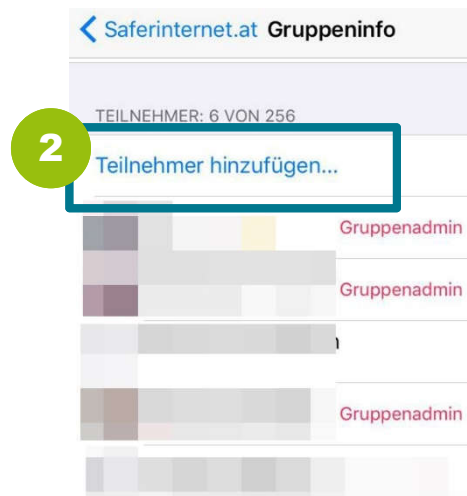 Saferinternet.at Gruppeninfo
TEILNEHMER: 6 VON 256
2
Teilnehmer hinzufügen...
Gruppenadmin
Gruppenadmin
Gruppenadmin